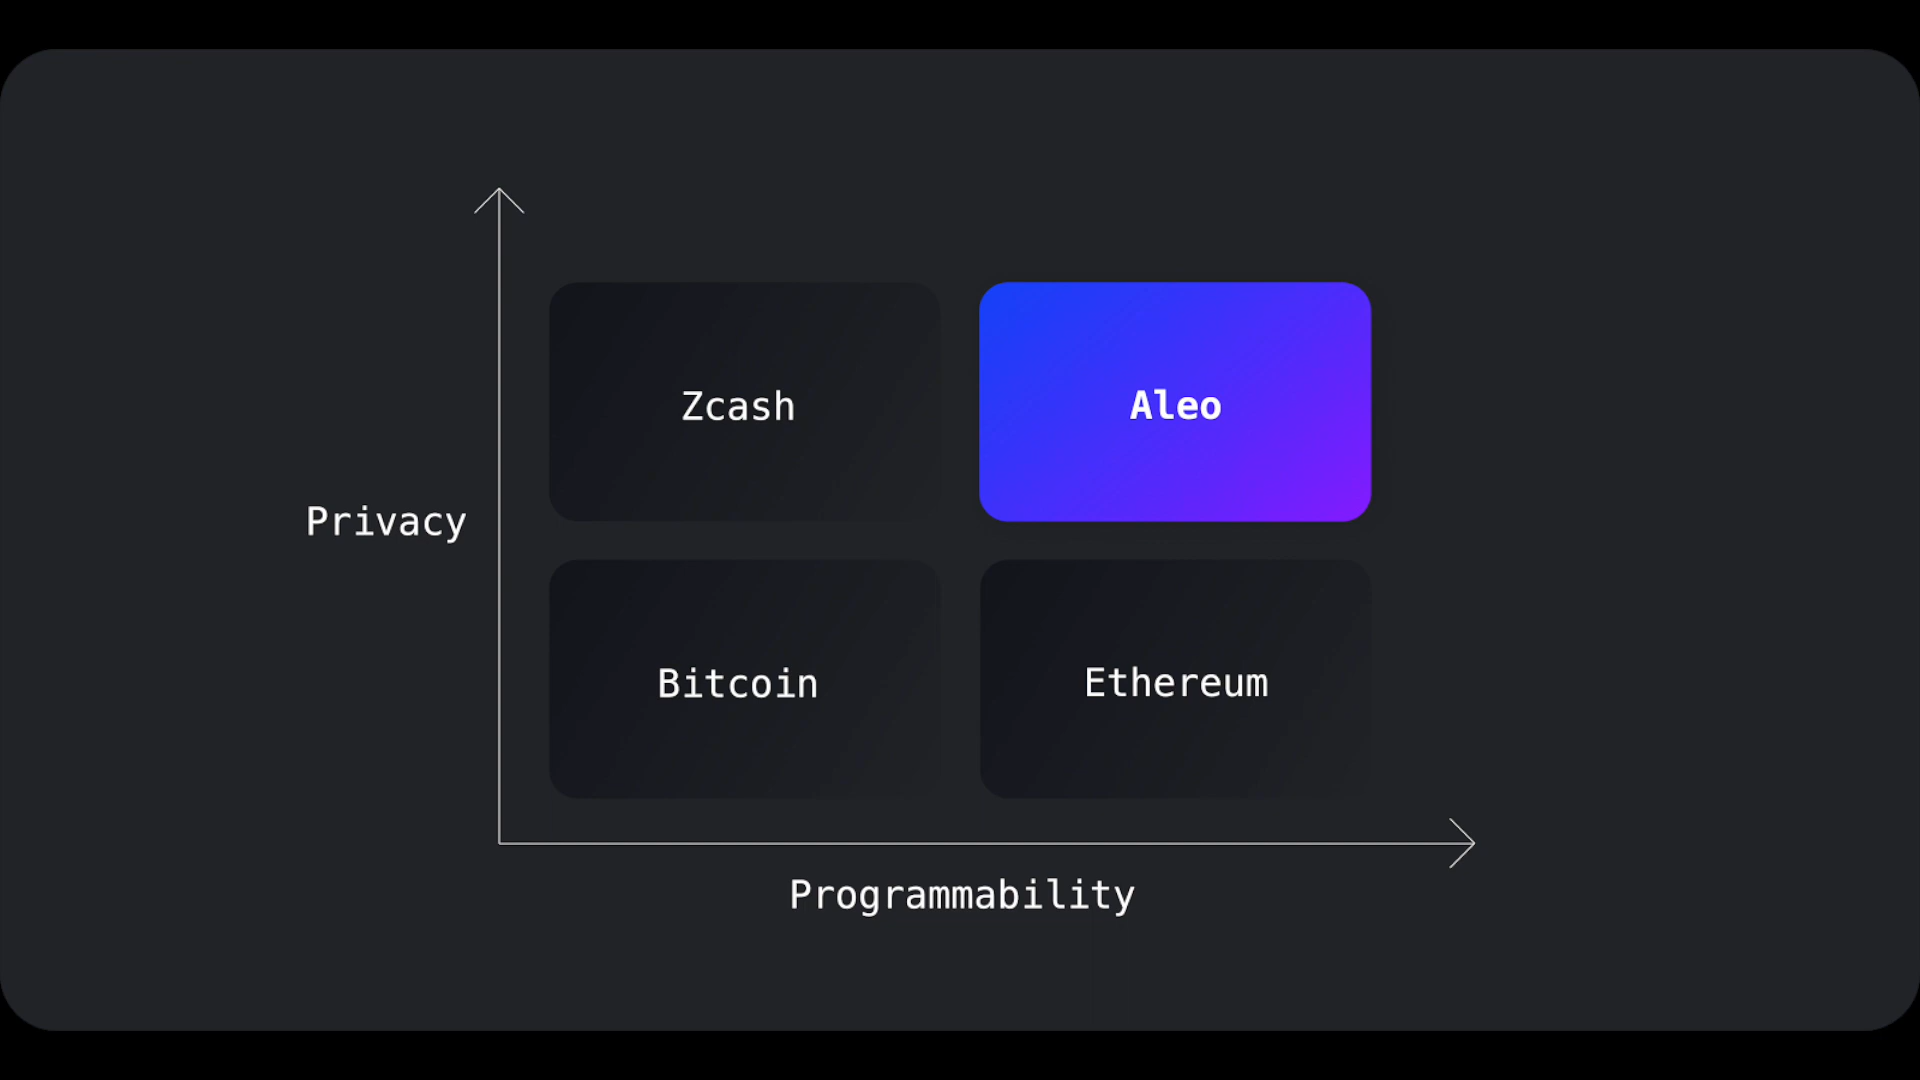 Zcash
Aleo
Privacy
Bitcoin
Ethereum
Programmability